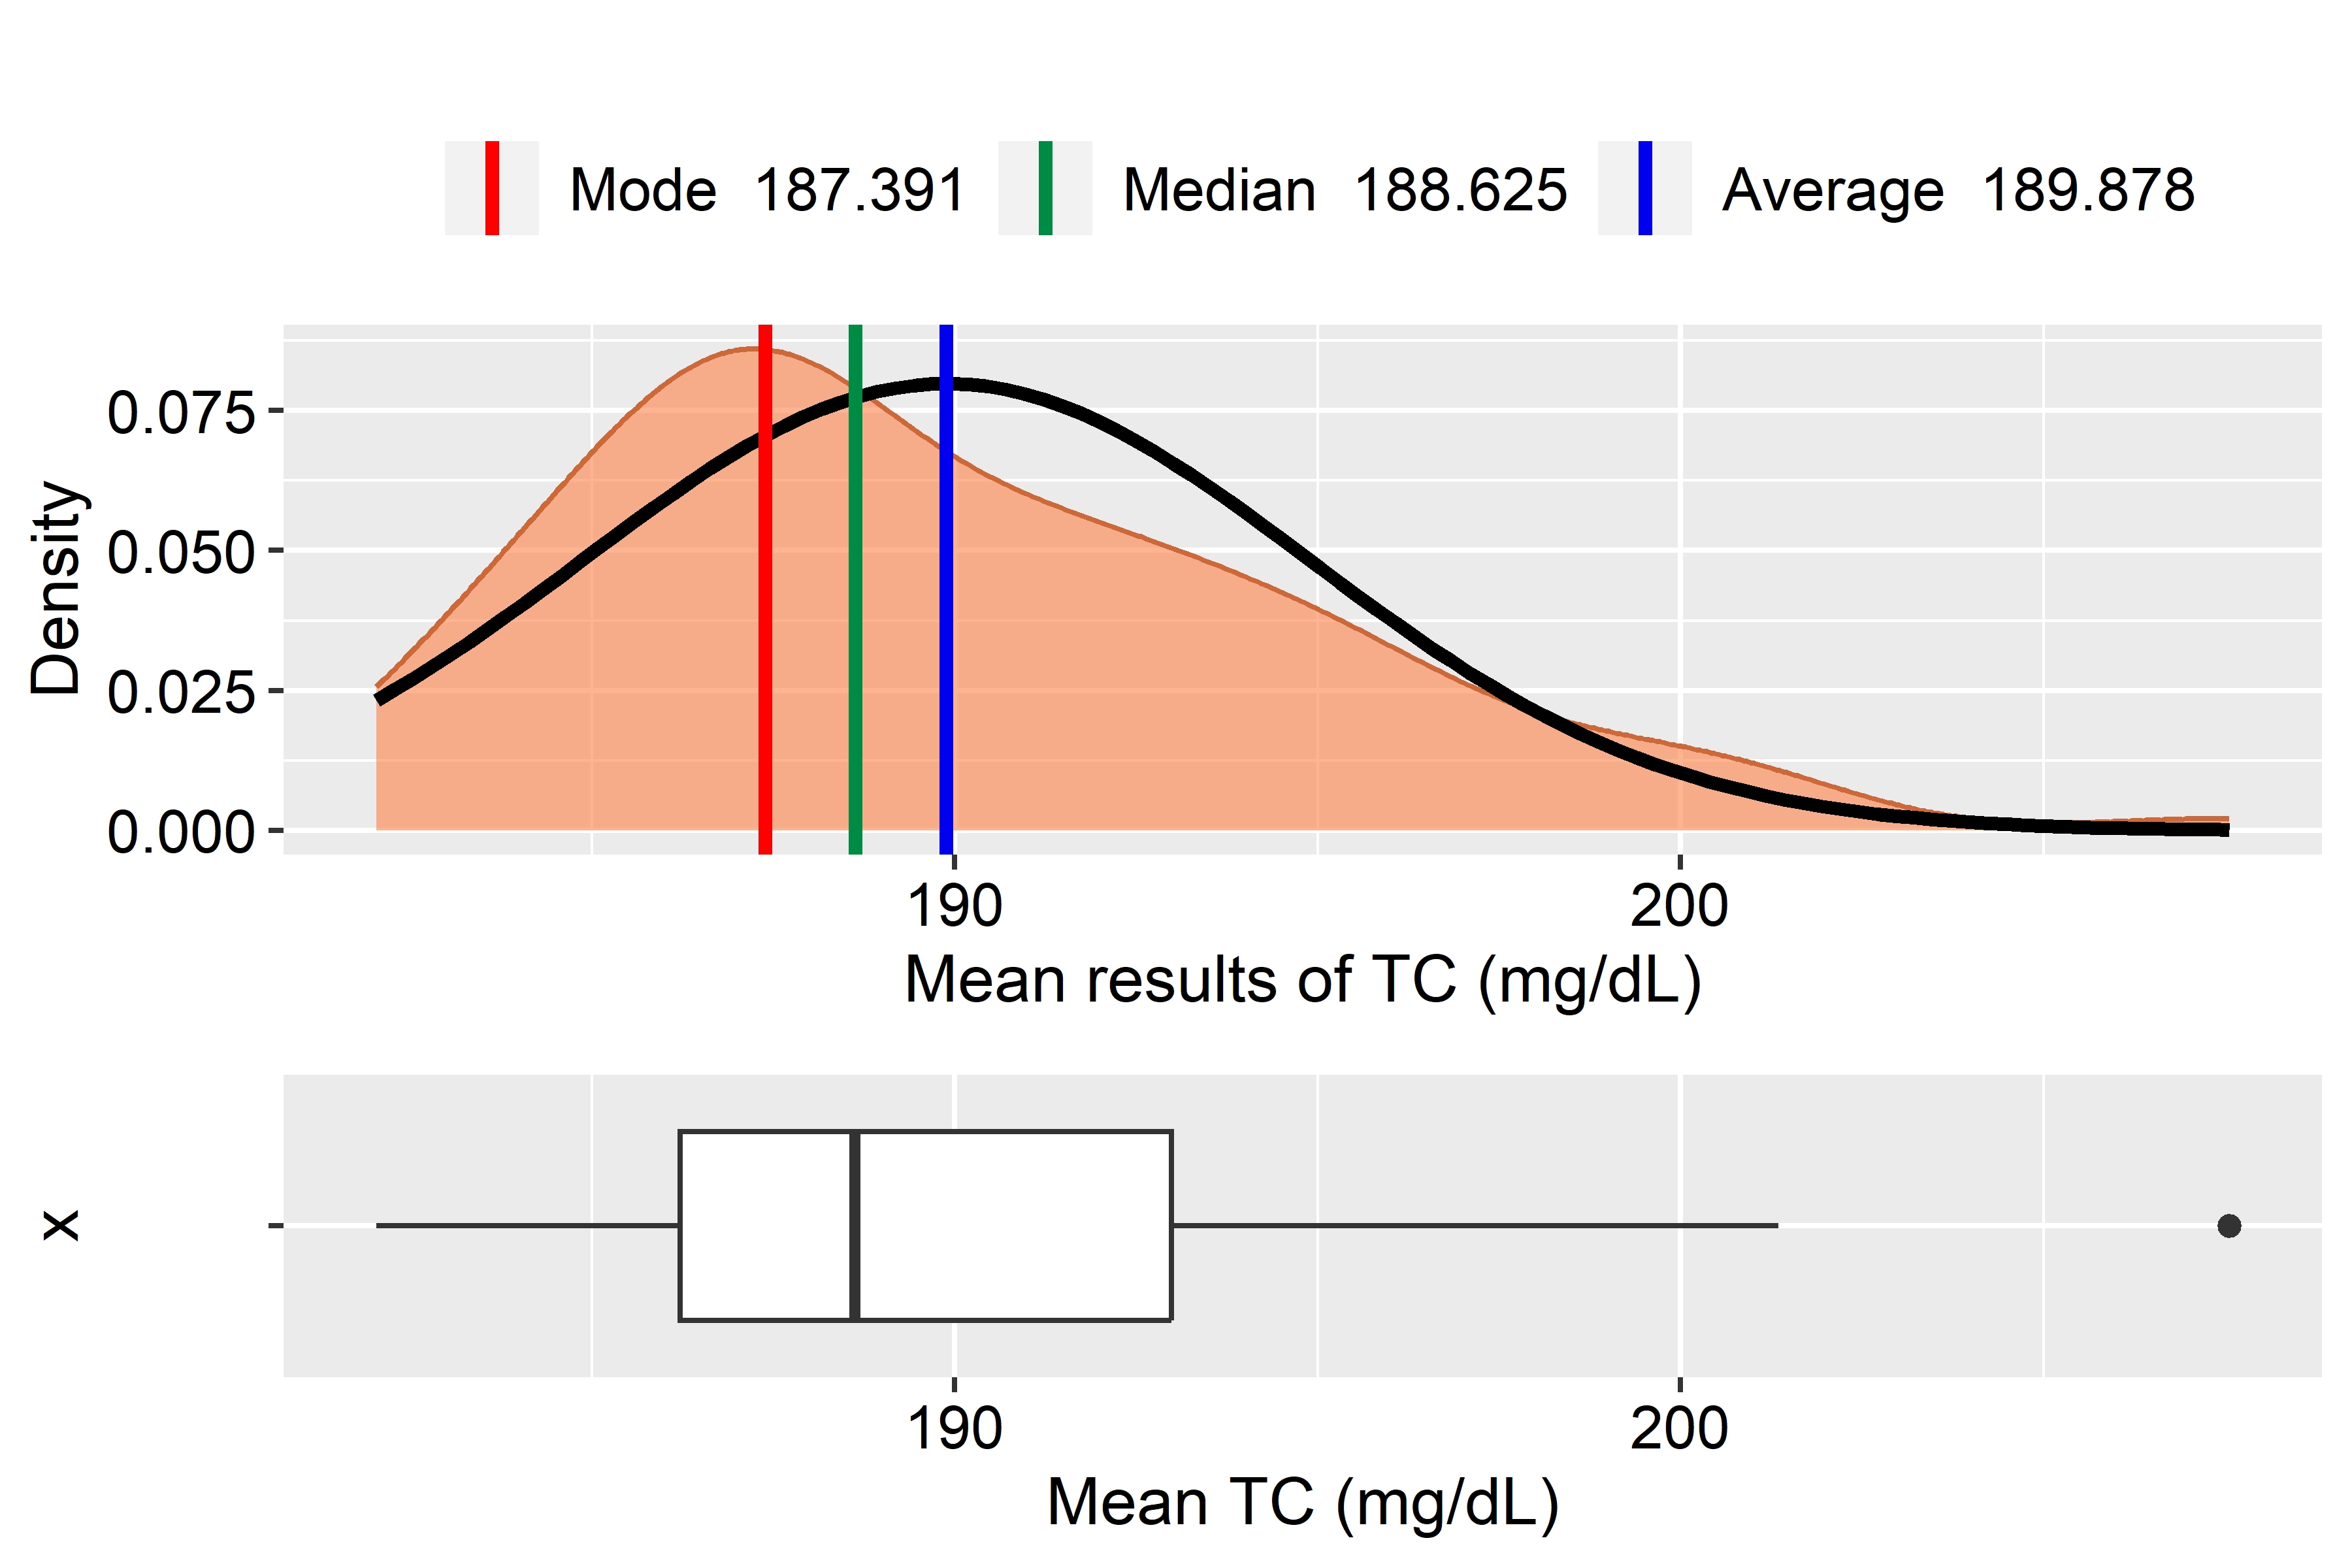 Mode 187.391 Median 188.625 Average 189.878
Density
0.075
0.050
0.025
0.000
190 200
Mean results of TC (mg/dL)
x
190 200
Mean TC (mg/dL)